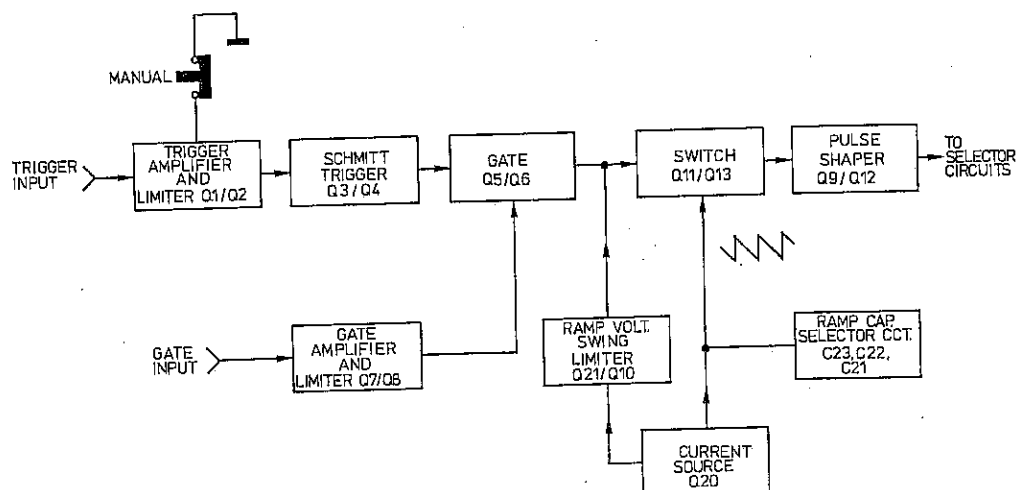 MANUAL
TRIGGER
INPUT
TRIGGER
AMPLIFIER
AND
LIMITER Q1/Q2
SCHMITT
TRIGGER
Q3/Q4
GATE
Q5/Q6
SWITCH
Q11/Q13
PULSE
SHAPER
Q9/Q12
TO
SELECTOR
CIRCUITS
GATE
INPUT
GATE
AMPLIFIER
AND
LIMITER Q7/Q8
RAMP VOLT.
SWING
LIMITER
Q21/Q10
RAMP CAP.
SELECTOR CCT.
C23,C22,
C21
CURRENT
SOURCE
Q20